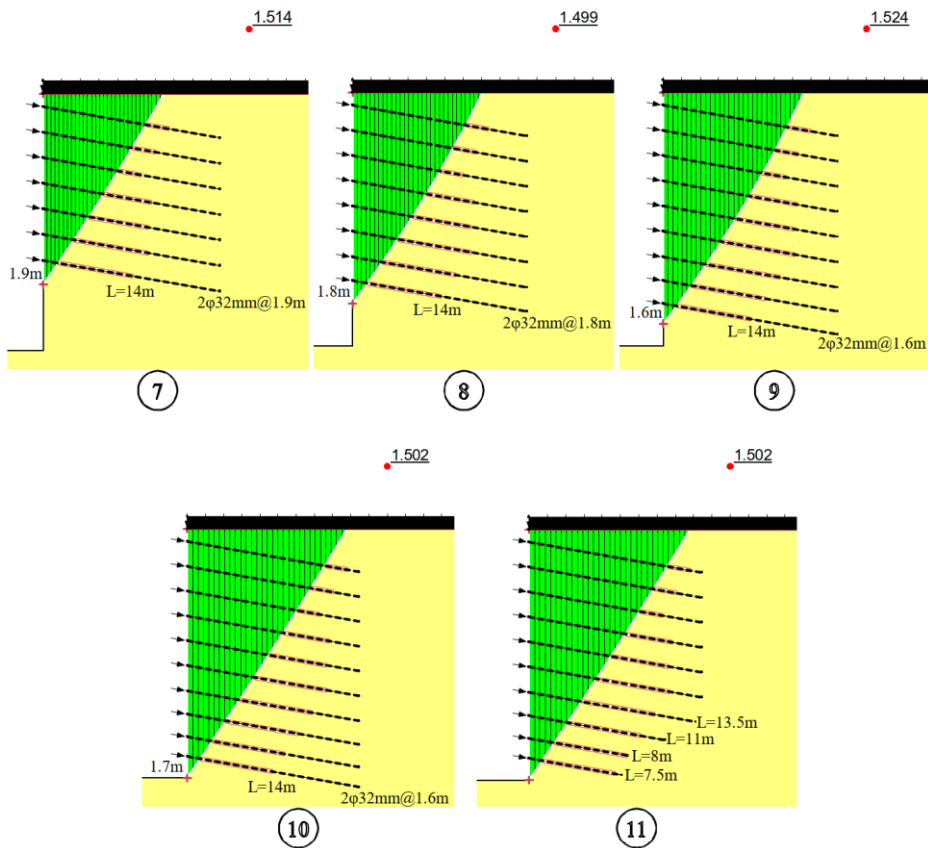 1.514
1.9m
L=14m
2φ32mm@1.9m
7
1.499
1.8m
L=14m
2φ32mm@1.8m
8
1.524
1.6m
L=14m
2φ32mm@1.6m
9
1.502
1.7m
L=14m
2φ32mm@1.6m
10
1.502
L=13.5m
L=11m
L=8m
L=7.5m
11